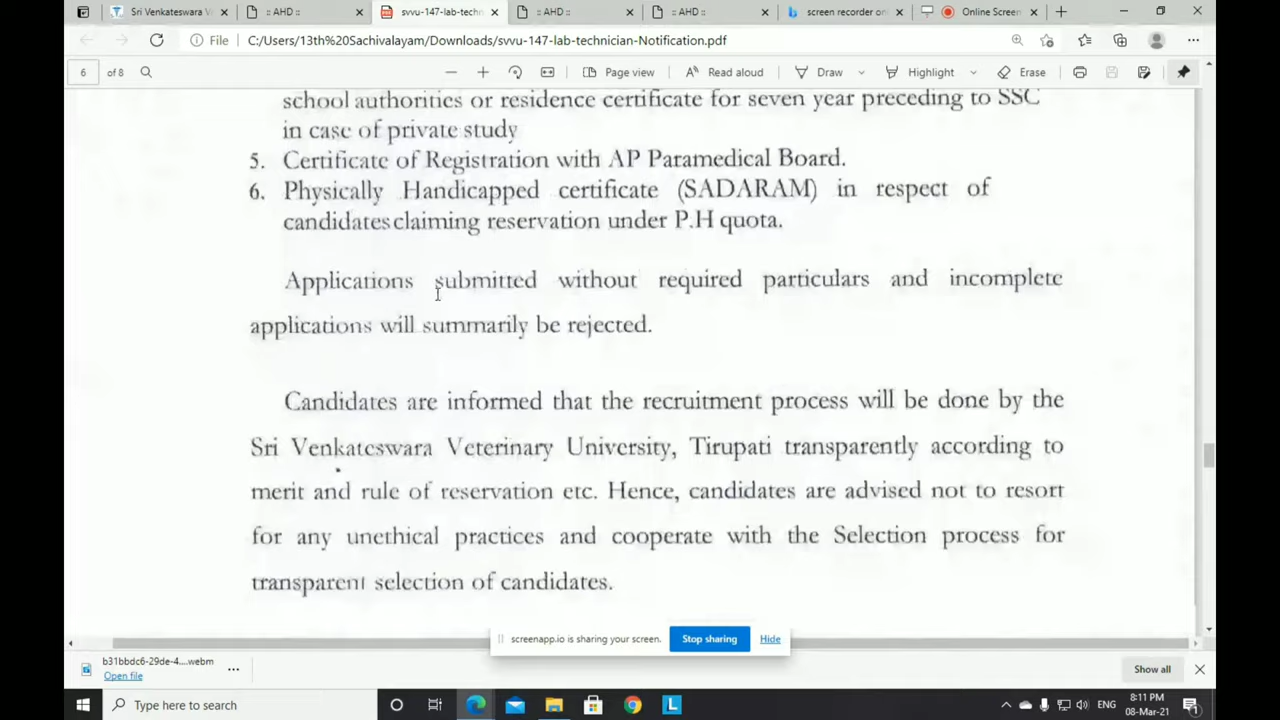 Sri Venkateswara V
:: AHD ::
svvu-147-lab-techn
:: AHD ::
:: AHD ::
screen recorder on
Online Screen
File C:/Users/13th%20Sachivalayam/Downloads/svvu-147-lab-technician-Notification.pdf
6 of 8 Page view Read aloud Draw Highlight Erase
school authorities or residence certificate for seven year preceding to SSC
in case of private study
5. Certificate of Registration with AP Paramedical Board.
6. Physically Handicapped certificate (SADARAM) in respect of
candidates claiming reservation under P.H quota.
Applications submitted without required particulars and incomplete
applications will summarily be rejected.
Candidates are informed that the recruitment process will be done by the
Sri Venkateswara Veterinary University, Tirupati transparently according to
merit and rule of reservation etc. Hence, candidates are advised not to resort
for any unethical practices and cooperate with the Selection process for
transparent selection of candidates.
screenapp.io is sharing your screen. Stop sharing Hide
b31bbdc6-29de-4....webm
Open file
Show all
Type here to search
L
ENG
8:11 PM
08-Mar-21
1